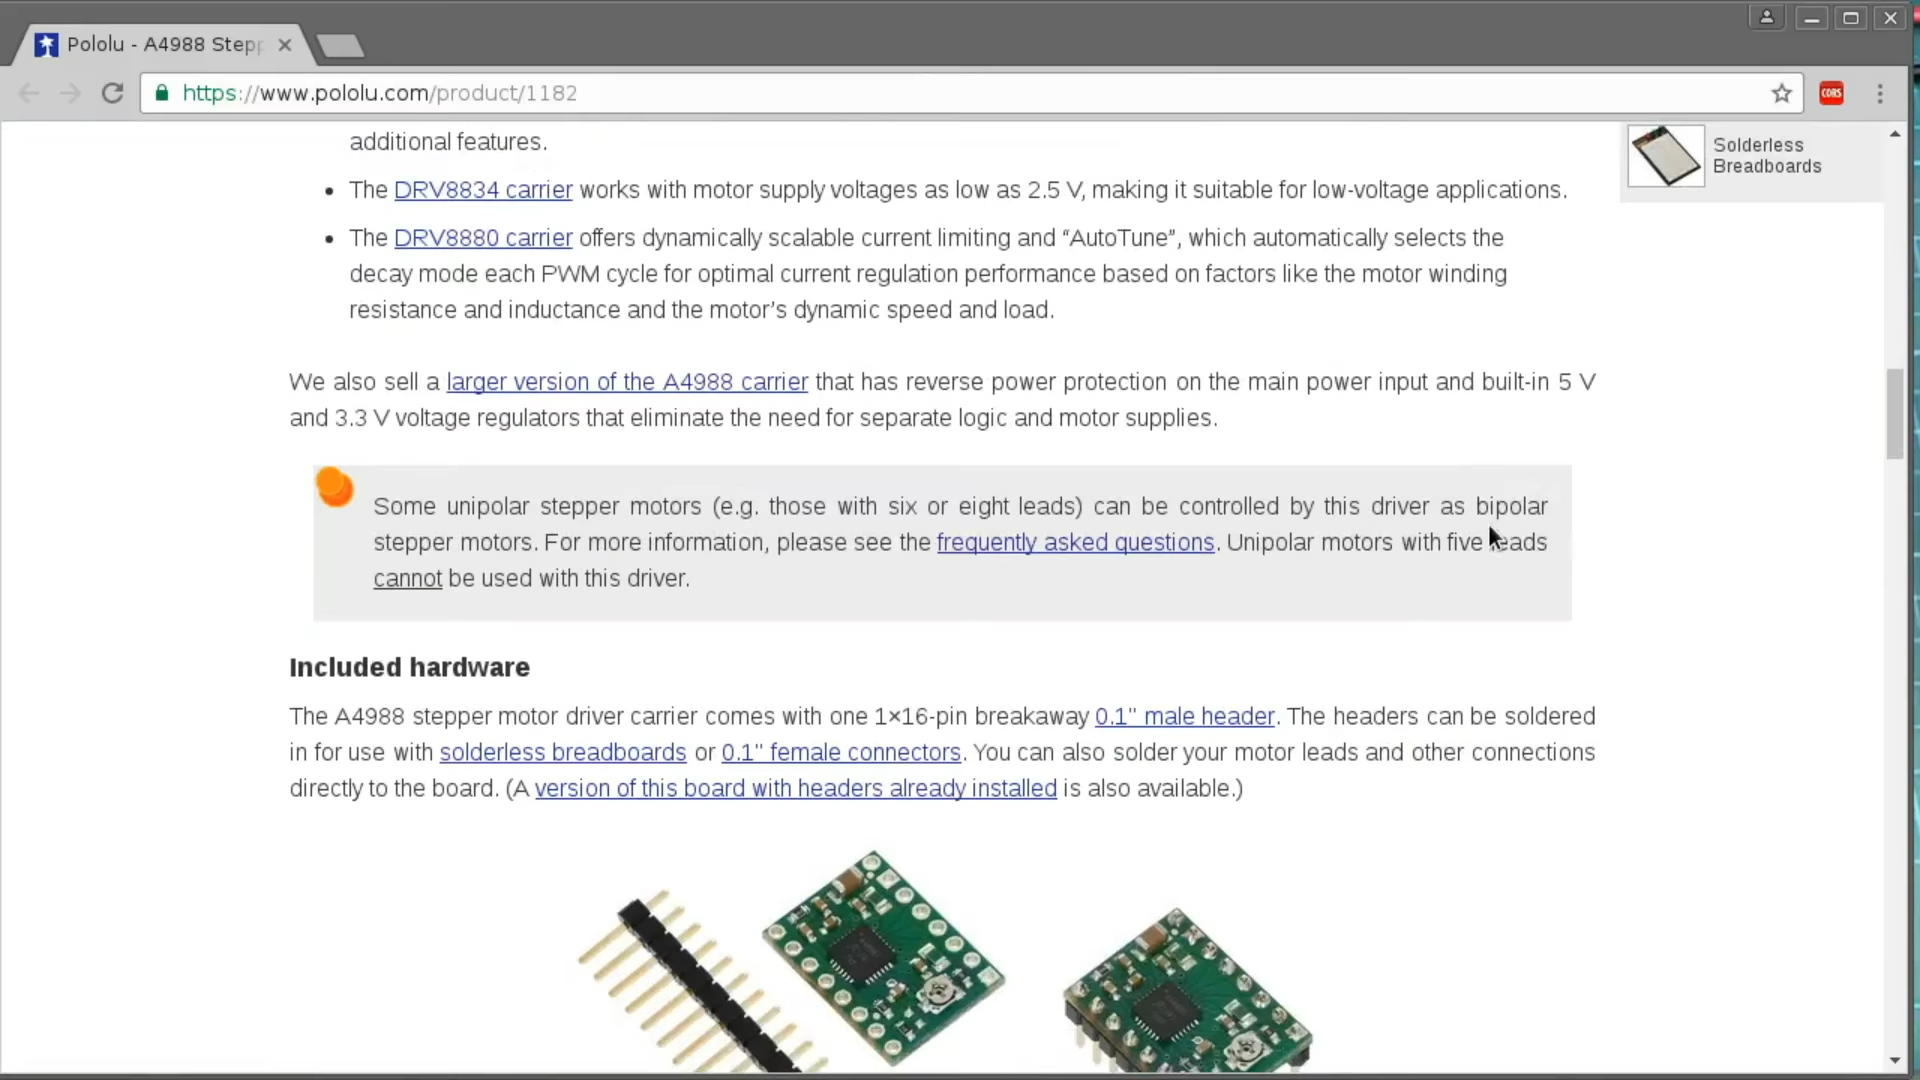 Pololu - A4988 Stepp
https://www.pololu.com/product/1182
CORS
additional features.
Solderless
Breadboards
• The DRV8834 carrier works with motor supply voltages as low as 2.5 V, making it suitable for low-voltage applications.
• The DRV8880 carrier offers dynamically scalable current limiting and “AutoTune”, which automatically selects the
decay mode each PWM cycle for optimal current regulation performance based on factors like the motor winding
resistance and inductance and the motor’s dynamic speed and load.
We also sell a larger version of the A4988 carrier that has reverse power protection on the main power input and built-in 5 V
and 3.3 V voltage regulators that eliminate the need for separate logic and motor supplies.
Some unipolar stepper motors (e.g. those with six or eight leads) can be controlled by this driver as bipolar
stepper motors. For more information, please see the frequently asked questions. Unipolar motors with five leads
cannot be used with this driver.
Included hardware
The A4988 stepper motor driver carrier comes with one 1×16-pin breakaway 0.1" male header. The headers can be soldered
in for use with solderless breadboards or 0.1" female connectors. You can also solder your motor leads and other connections
directly to the board. (A version of this board with headers already installed is also available.)